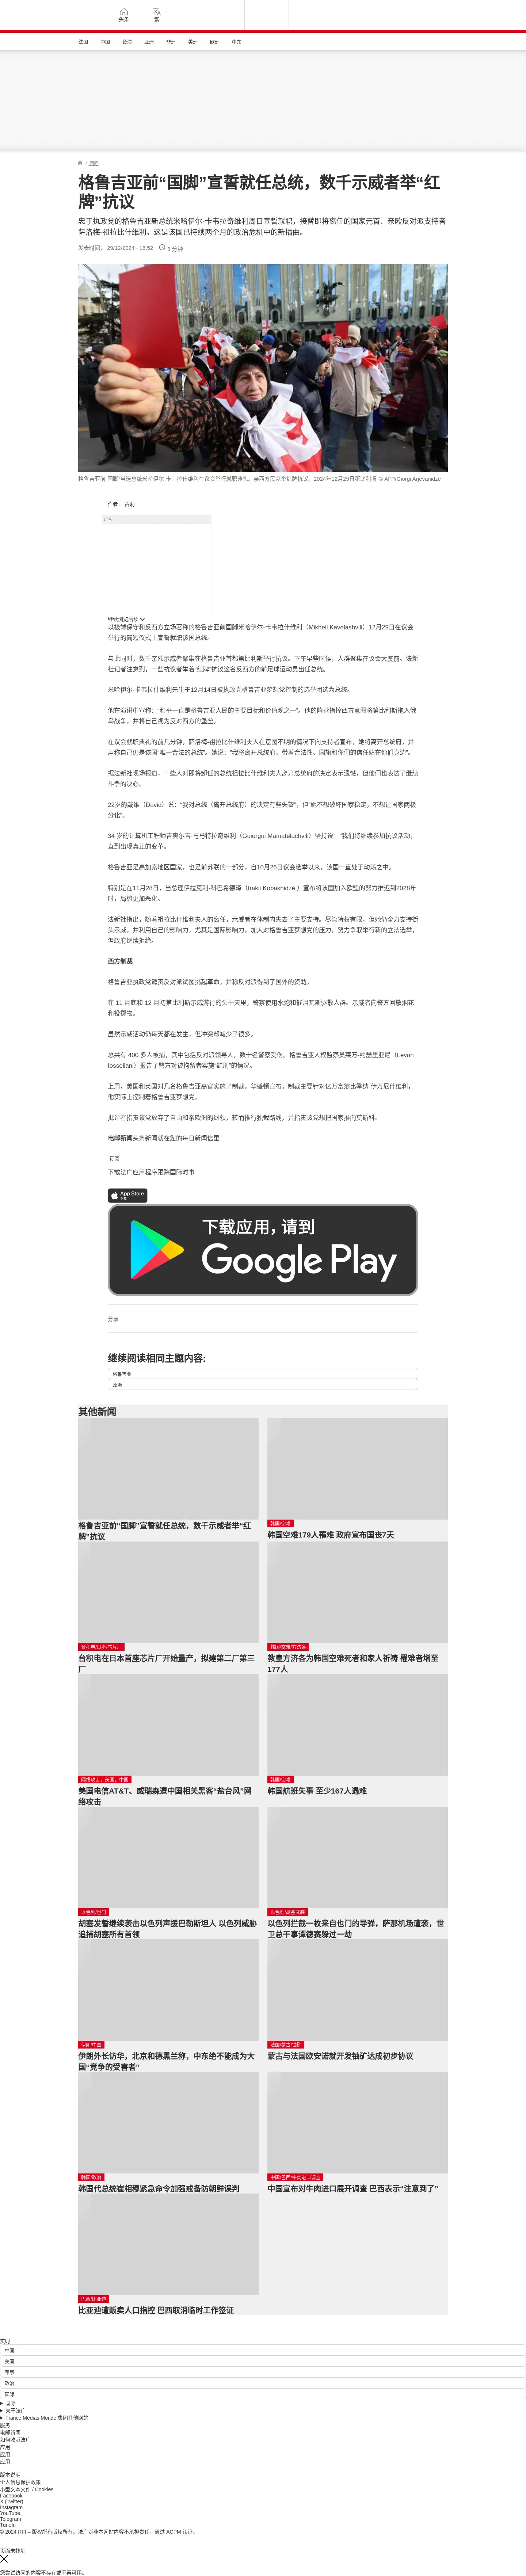 头条
繁
法国
中国
台海
亚洲
非洲
美洲
欧洲
中东
/ 国际
格鲁吉亚前“国脚”宣誓就任总统，数千示威者举“红
牌”抗议
忠于执政党的格鲁吉亚新总统米哈伊尔-卡韦拉奇维利周日宣誓就职，接替即将离任的国家元首、亲欧反对派支持者
萨洛梅-祖拉比什维利。这是该国已持续两个月的政治危机中的新插曲。
发表时间： 29/12/2024 - 16:52
8 分钟
格鲁吉亚前“国脚”当选总统米哈伊尔-卡韦拉什维利在议会举行就职典礼。亲西方民众举红牌抗议。2024年12月29日第比利斯 © AFP/Giorgi Arjevanidze
作者： 古莉
广告
继续浏览后续
以极端保守和反西方立场著称的格鲁吉亚前国脚米哈伊尔-卡韦拉什维利（Mikheil Kavelashvili）12月29日在议会
举行的简短仪式上宣誓就职该国总统。
与此同时，数千亲欧示威者聚集在格鲁吉亚首都第比利斯举行抗议。下午早些时候，人群聚集在议会大厦前。法新
社记者注意到，一些抗议者举着“红牌”抗议这名反西方的前足球运动员出任总统。
米哈伊尔-卡韦拉什维利先生于12月14日被执政党格鲁吉亚梦想党控制的选举团选为总统。
他在演讲中宣称：“和平一直是格鲁吉亚人民的主要目标和价值观之一”。他的阵营指控西方意图将第比利斯拖入俄
乌战争，并将自己视为反对西方的堡垒。
在议会就职典礼的前几分钟，萨洛梅-祖拉比什维利夫人在意图不明的情况下向支持者宣布，她将离开总统府，并
声称自己仍是该国“唯一合法的总统”。她说：“我将离开总统府，带着合法性、国旗和你们的信任站在你们身边”。
据法新社现场报道，一些人对即将卸任的总统祖拉比什维利夫人离开总统府的决定表示遗憾，但他们也表达了继续
斗争的决心。
22岁的戴维（David）说：“我对总统（离开总统府）的决定有些失望”，但“她不想破坏国家稳定，不想让国家两极
分化”。
34 岁的计算机工程师吉奥尔吉·马马特拉奇维利（Guiorgui Mamatelachvili）坚持说：“我们将继续参加抗议活动，
直到出现真正的变革。
格鲁吉亚是高加索地区国家，也是前苏联的一部分，自10月26日议会选举以来，该国一直处于动荡之中。
特别是在11月28日，当总理伊拉克利-科巴希德泽（Irakli Kobakhidzé,）宣布将该国加入欧盟的努力推迟到2028年
时，局势更加恶化。
法新社指出，随着祖拉比什维利夫人的离任，示威者在体制内失去了主要支持。尽管特权有限，但她仍全力支持街
头示威，并利用自己的影响力，尤其是国际影响力，加大对格鲁吉亚梦想党的压力，努力争取举行新的立法选举，
但政府继续拒绝。
西方制裁
格鲁吉亚执政党谴责反对派试图挑起革命，并称反对派得到了国外的资助。
在 11 月底和 12 月初第比利斯示威游行的头十天里，警察使用水炮和催泪瓦斯驱散人群。示威者向警方回敬烟花
和投掷物。
虽然示威活动仍每天都在发生，但冲突却减少了很多。
总共有 400 多人被捕，其中包括反对派领导人，数十名警察受伤。格鲁吉亚人权监察员莱万-约瑟里亚尼（Levan
Iosseliani）报告了警方对被拘留者实施“酷刑”的情况。
上周，美国和英国对几名格鲁吉亚高官实施了制裁。华盛顿宣布，制裁主要针对亿万富翁比季纳-伊万尼什维利，
他实际上控制着格鲁吉亚梦想党。
批评者指责该党放弃了自由和亲欧洲的纲领，转而推行独裁路线，并指责该党想把国家推向莫斯科。
电邮新闻头条新闻就在您的每日新闻信里
订阅
下载法广应用程序跟踪国际时事
App Store
下载
下载应用，请到
Google Play
分享 :
继续阅读相同主题内容:
格鲁吉亚
政治
其他新闻
格鲁吉亚前“国脚”宣誓就任总统，数千示威者举“红
牌”抗议
韩国/空难
韩国空难179人罹难 政府宣布国丧7天
台积电/日本/芯片厂
台积电在日本首座芯片厂开始量产，拟建第二厂第三
厂
韩国/空难/方济各
教皇方济各为韩国空难死者和家人祈祷 罹难者增至
177人
网络攻击、美国、中国
美国电信AT&T、威瑞森遭中国相关黑客“盐台风”网
络攻击
韩国/空难
韩国航班失事 至少167人遇难
以色列/也门
胡塞发誓继续袭击以色列声援巴勒斯坦人 以色列威胁
追捕胡塞所有首领
以色列/胡塞武装
以色列拦截一枚来自也门的导弹，萨那机场遭袭，世
卫总干事谭德赛躲过一劫
伊朗/中国
伊朗外长访华，北京和德黑兰称，中东绝不能成为大
国“竞争的受害者”
法国/蒙古/铀矿
蒙古与法国欧安诺就开发铀矿达成初步协议
韩国/政治
韩国代总统崔相穆紧急命令加强戒备防朝鲜误判
中国/巴西/牛肉进口调查
中国宣布对牛肉进口展开调查 巴西表示“注意到了”
巴西/比亚迪
比亚迪遭贩卖人口指控 巴西取消临时工作签证
实时
中国
美国
军事
政治
国际
国际
关于法广
France Médias Monde 集团其他网站
服务
电邮新闻
如何收听法广
应用
应用
应用
版本说明
个人信息保护政策
小型文本文件 / Cookies
Facebook
X (Twitter)
Instagram
YouTube
Telegram
TuneIn
© 2024 RFI – 版权所有版权所有。法广对非本网站内容不承担责任。通过 ACPM 认证。
页面未找到
您尝试访问的内容不存在或不再可用。